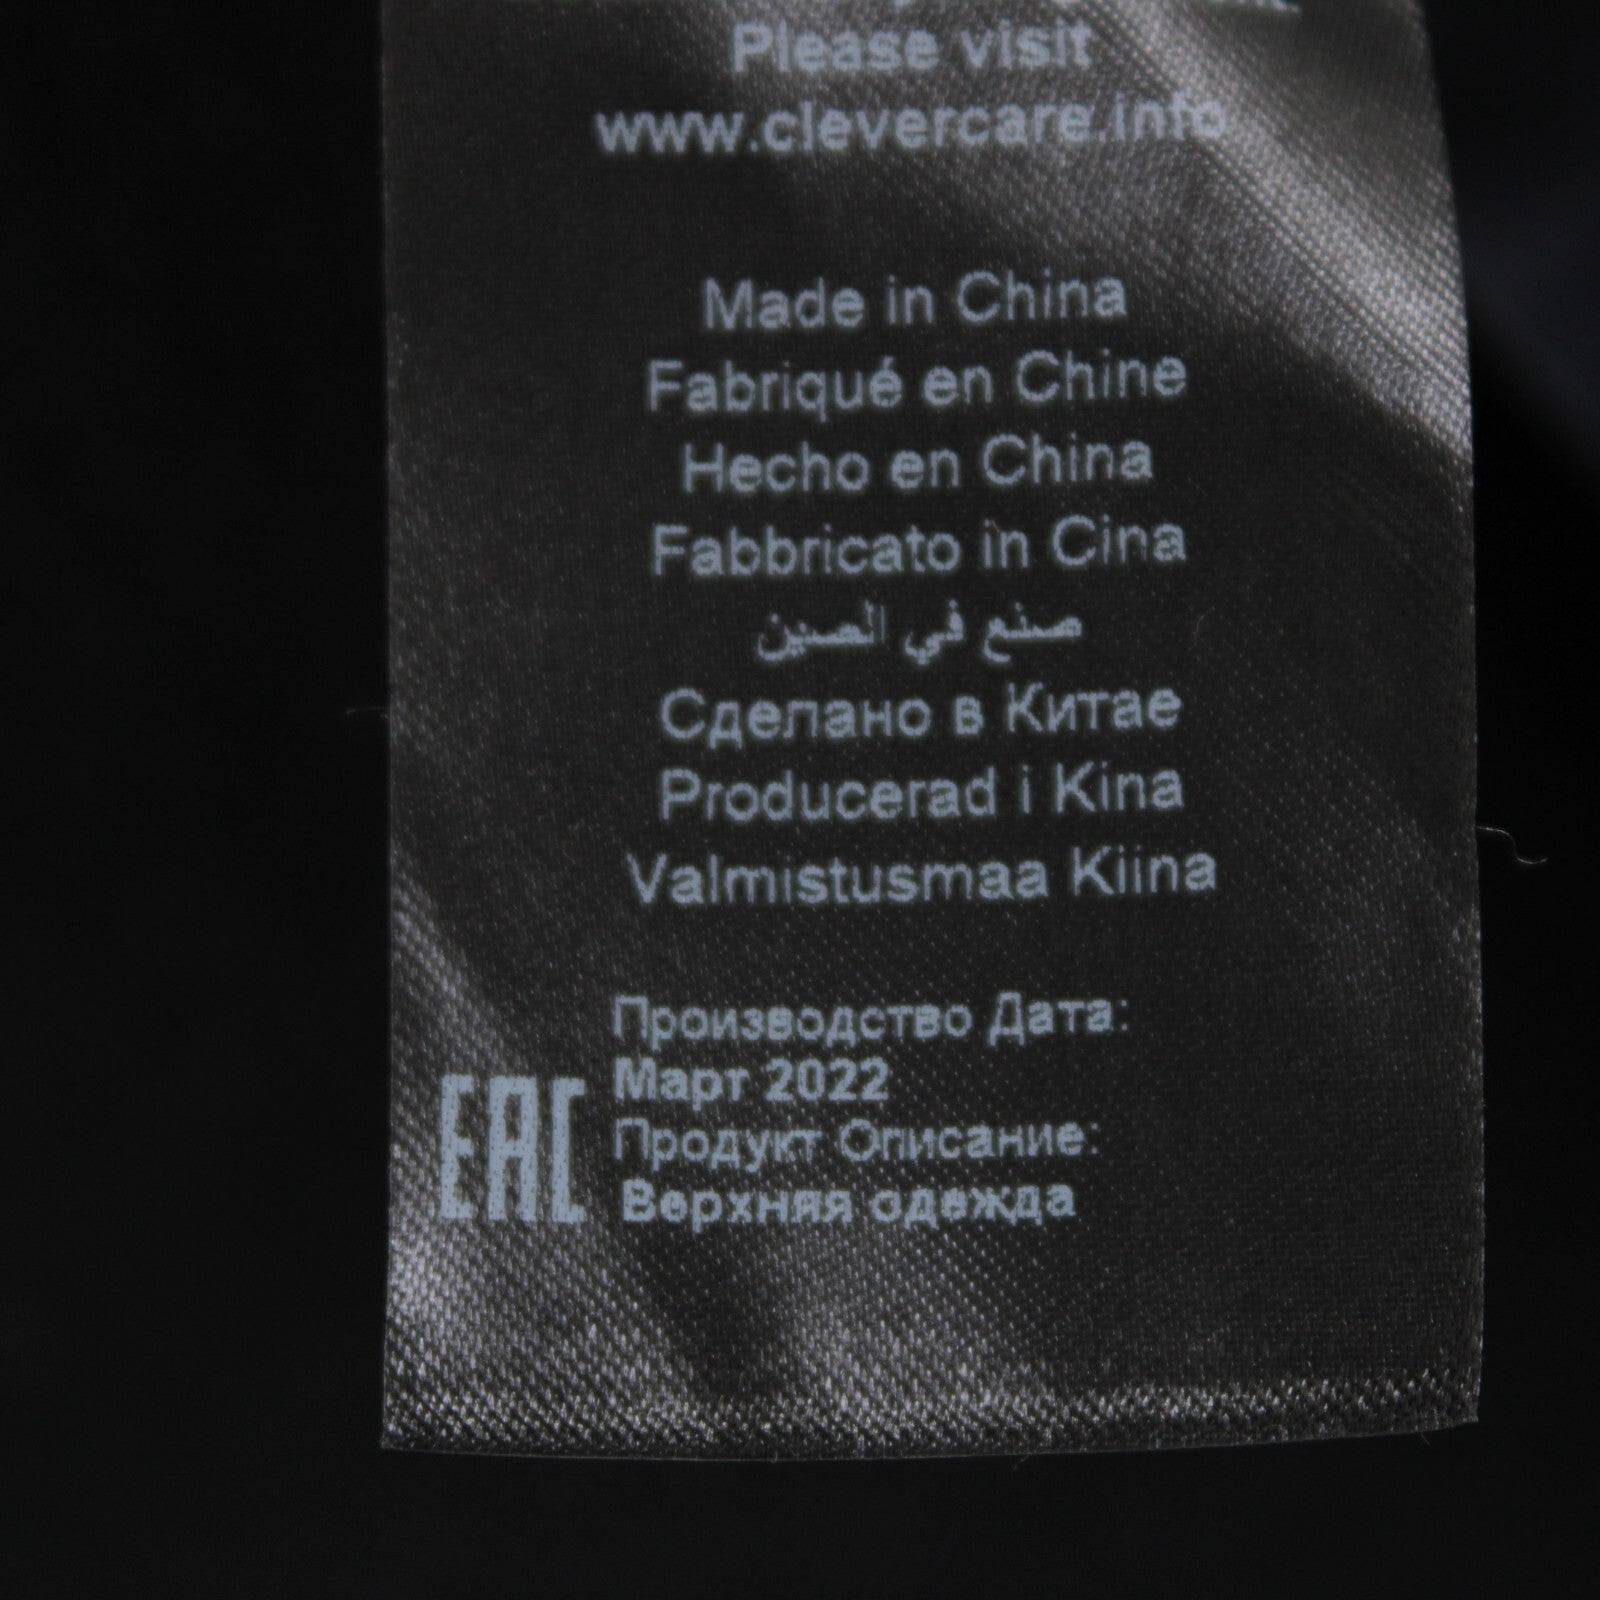 Please visit
www.clevercare.info
Made in China
Fabriqué en Chine
Hecho en China
Fabbricato in Cina
صنع في الصين
Сделано в Китае
Producerad i Kina
Valmistusmaa Kiina
Производство Дата:
Март 2022
Продукт Описание:
Верхняя одежда
EAC